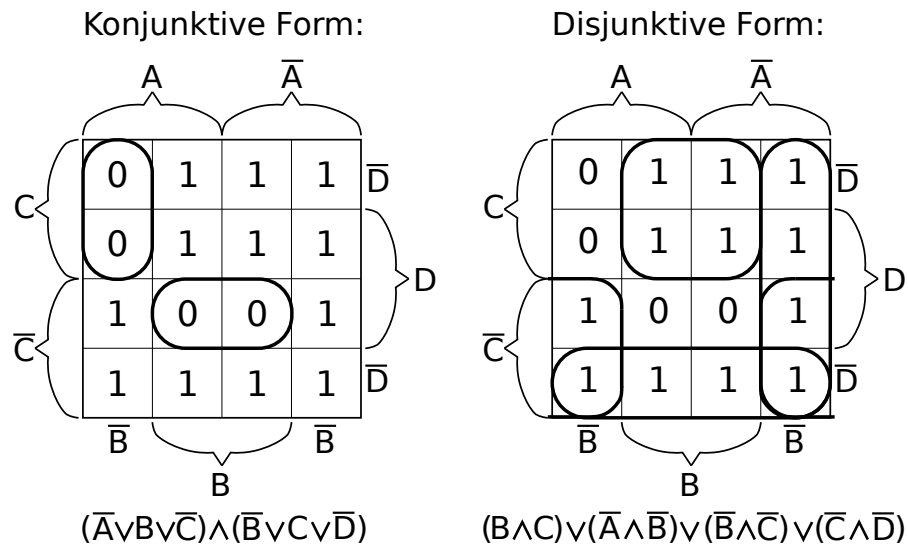 Konjunktive Form: Disjunktive Form:
A A̅ A A̅
0 1 1 1 D̅ 0 1 1 1 D̅
C C
0 1 1 1 0 1 1 1
D D
1 0 0 1 1 0 0 1
C̅ C̅
1 1 1 1 D̅ 1 1 1 1 D̅
B̅ B̅ B̅ B̅
B B
(A̅∨B∨C̅)∧(B̅∨C∨D̅) (B∧C)∨(A̅∧B̅)∨(B̅∧C̅)∨(C̅∧D̅)